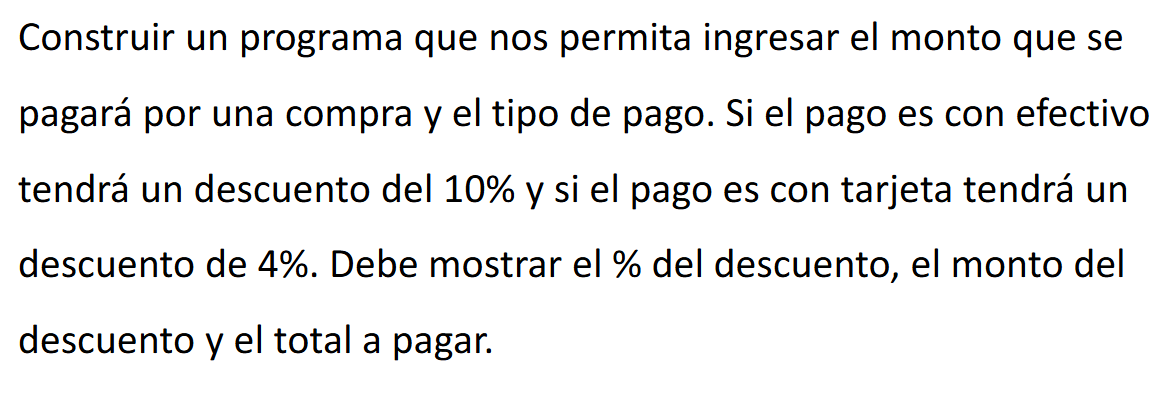 Construir un programa que nos permita ingresar el monto que se
pagará por una compra y el tipo de pago. Si el pago es con efectivo
tendrá un descuento del 10% y si el pago es con tarjeta tendrá un
descuento de 4%. Debe mostrar el % del descuento, el monto del
descuento y el total a pagar.